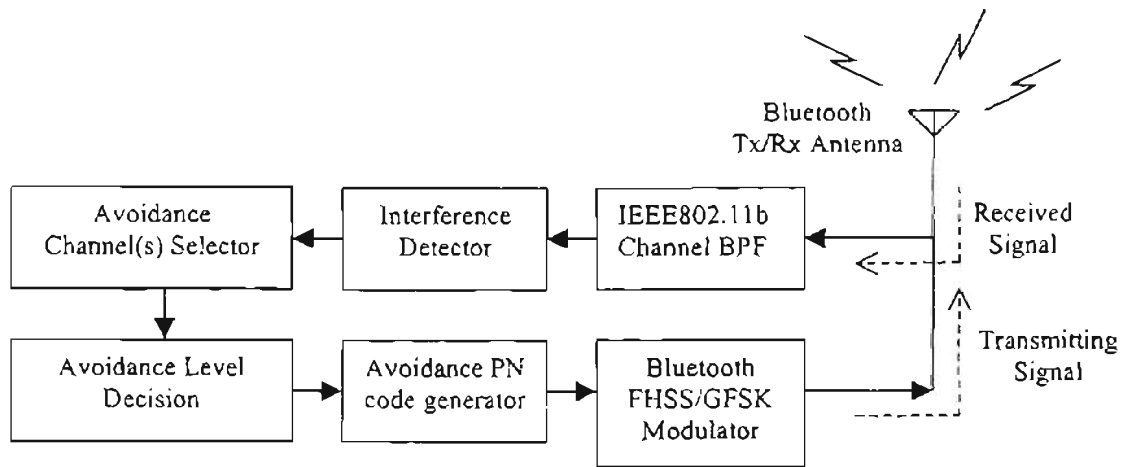 Bluetooth
Tx/Rx Antenna
Avoidance
Channel(s) Selector
Interference
Detector
IEEE802.11b
Channel BPF
Received
Signal
Avoidance Level
Decision
Avoidance PN
code generator
Bluetooth
FHSS/GFSK
Modulator
Transmitting
Signal